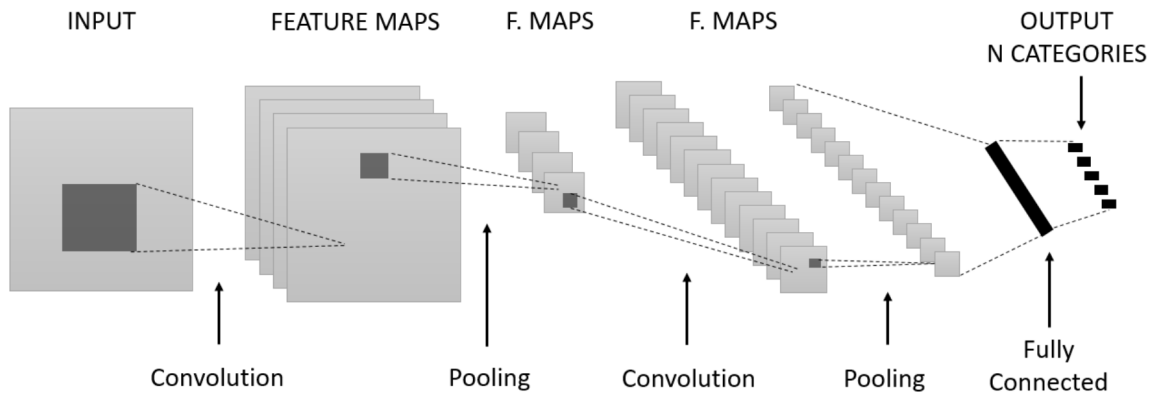 INPUT
FEATURE MAPS
F. MAPS
F. MAPS
OUTPUT
N CATEGORIES
Convolution
Pooling
Convolution
Pooling
Fully
Connected